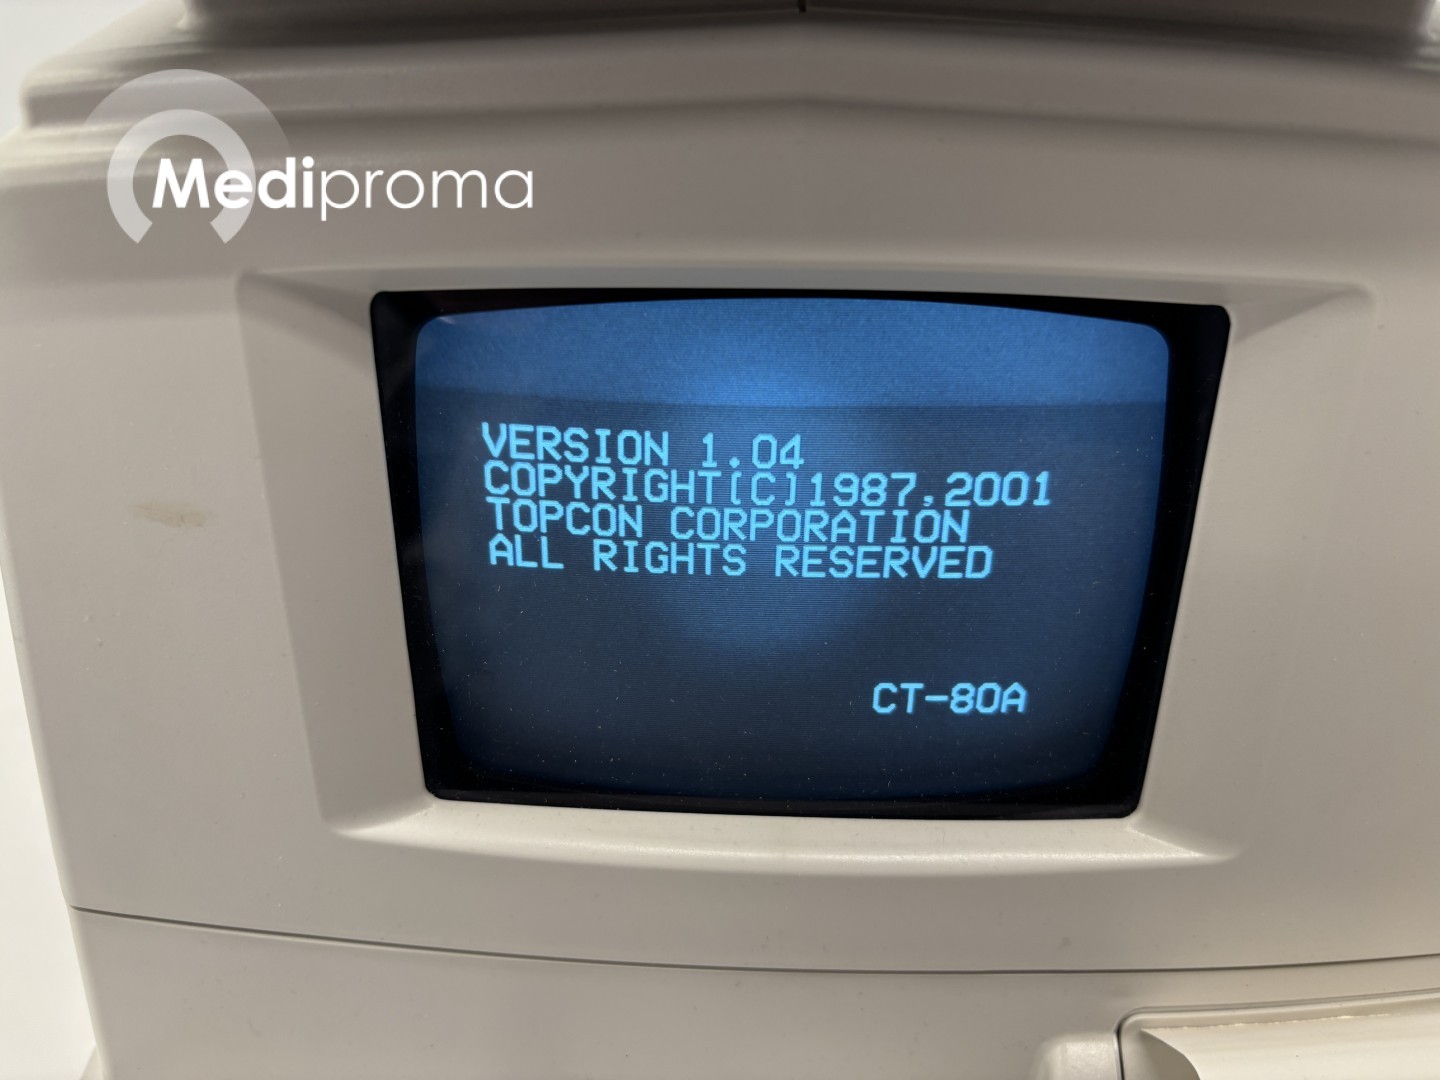 Mediproma
VERSION 1.04
COPYRIGHT(C)1987,2001
TOPCON CORPORATION
ALL RIGHTS RESERVED
CT-80A